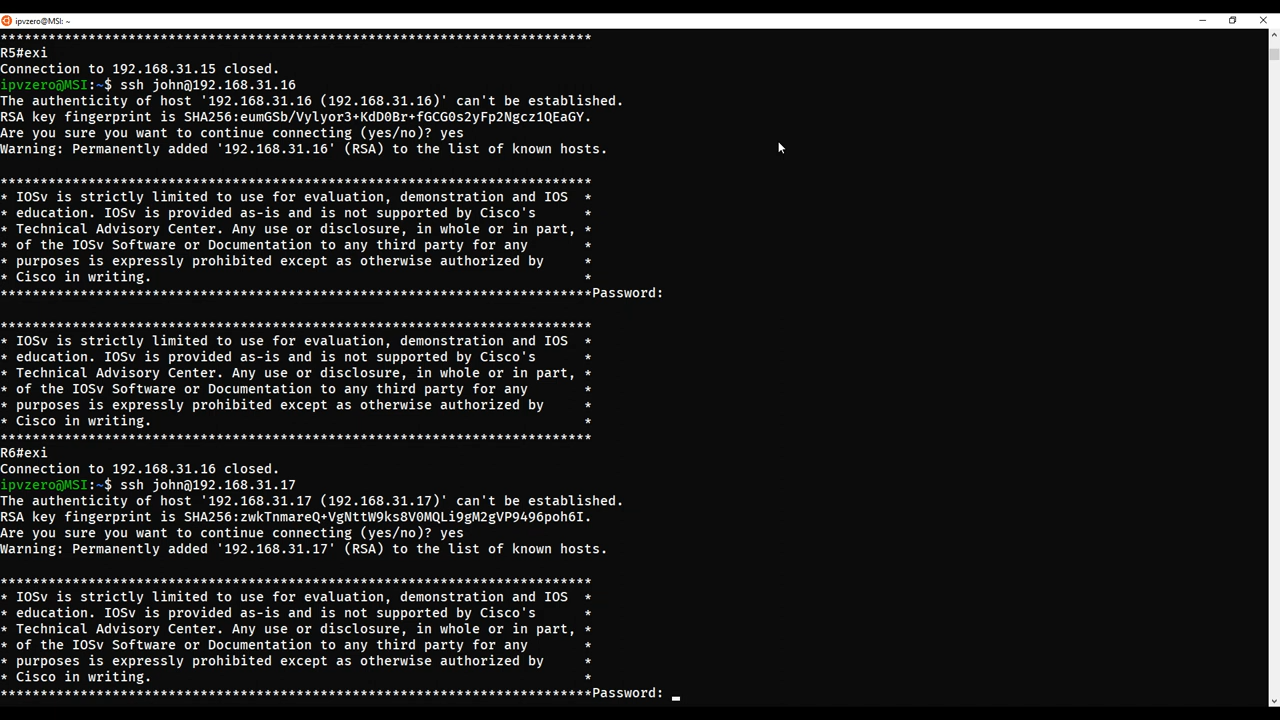 ipvzero@MSI: ~
*****************************************************************************
R5#exi
Connection to 192.168.31.15 closed.
ipvzero@MSI:~$ ssh john@192.168.31.16
The authenticity of host '192.168.31.16 (192.168.31.16)' can't be established.
RSA key fingerprint is SHA256:eumGSb/Vylyor3+KdD0Br+fGCG0s2yFp2Ngcz1QEaGY.
Are you sure you want to continue connecting (yes/no)? yes
Warning: Permanently added '192.168.31.16' (RSA) to the list of known hosts.
**************************************************************************
* IOSv is strictly limited to use for evaluation, demonstration and IOS  *
* education. IOSv is provided as-is and is not supported by Cisco's      *
* Technical Advisory Center. Any use or disclosure, in whole or in part, *
* of the IOSv Software or Documentation to any third party for any       *
* purposes is expressly prohibited except as otherwise authorized by     *
* Cisco in writing.                                                      *
**************************************************************************Password:
**************************************************************************
* IOSv is strictly limited to use for evaluation, demonstration and IOS  *
* education. IOSv is provided as-is and is not supported by Cisco's      *
* Technical Advisory Center. Any use or disclosure, in whole or in part, *
* of the IOSv Software or Documentation to any third party for any       *
* purposes is expressly prohibited except as otherwise authorized by     *
* Cisco in writing.                                                      *
**************************************************************************
R6#exi
Connection to 192.168.31.16 closed.
ipvzero@MSI:~$ ssh john@192.168.31.17
The authenticity of host '192.168.31.17 (192.168.31.17)' can't be established.
RSA key fingerprint is SHA256:zwkTnmareQ+VgNttW9ks8V0MQLi9gM2gVP9496poh6I.
Are you sure you want to continue connecting (yes/no)? yes
Warning: Permanently added '192.168.31.17' (RSA) to the list of known hosts.
**************************************************************************
* IOSv is strictly limited to use for evaluation, demonstration and IOS  *
* education. IOSv is provided as-is and is not supported by Cisco's      *
* Technical Advisory Center. Any use or disclosure, in whole or in part, *
* of the IOSv Software or Documentation to any third party for any       *
* purposes is expressly prohibited except as otherwise authorized by     *
* Cisco in writing.                                                      *
**************************************************************************Password: